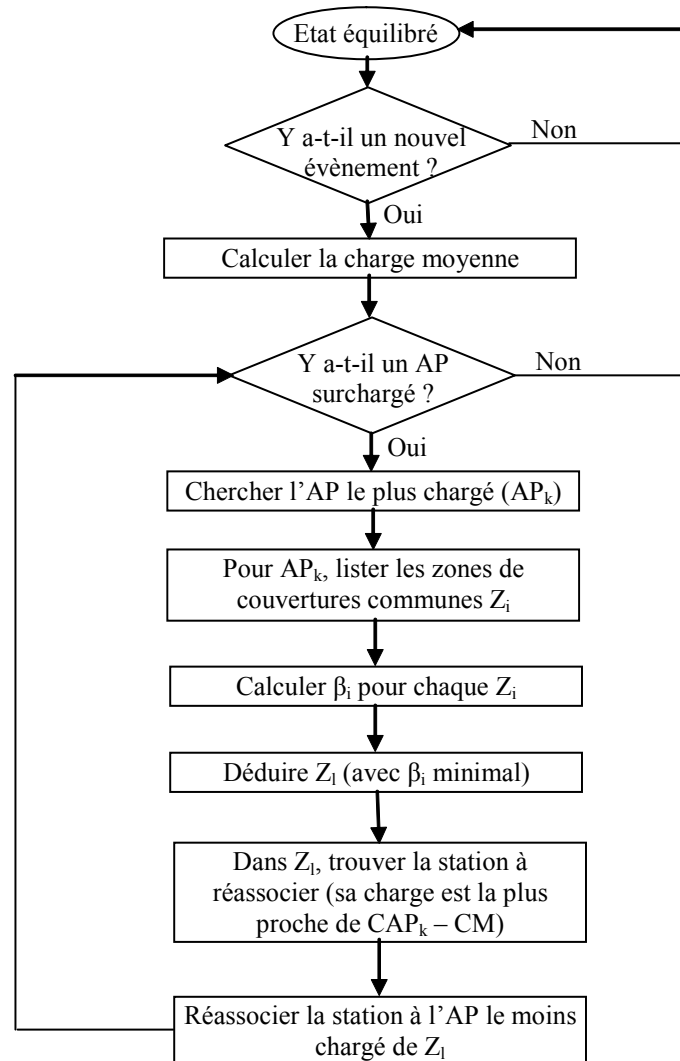 Etat équilibré
Y a-t-il un nouvel
évènement ?
Non
Oui
Calculer la charge moyenne
Y a-t-il un AP
surchargé ?
Non
Oui
Chercher l’AP le plus chargé (APk)
Pour APk, lister les zones de
couvertures communes Zi
Calculer βi pour chaque Zi
Déduire Zl (avec βi minimal)
Dans Zl, trouver la station à
réassocier (sa charge est la plus
proche de CAPk – CM)
Réassocier la station à l’AP le moins
chargé de Zl